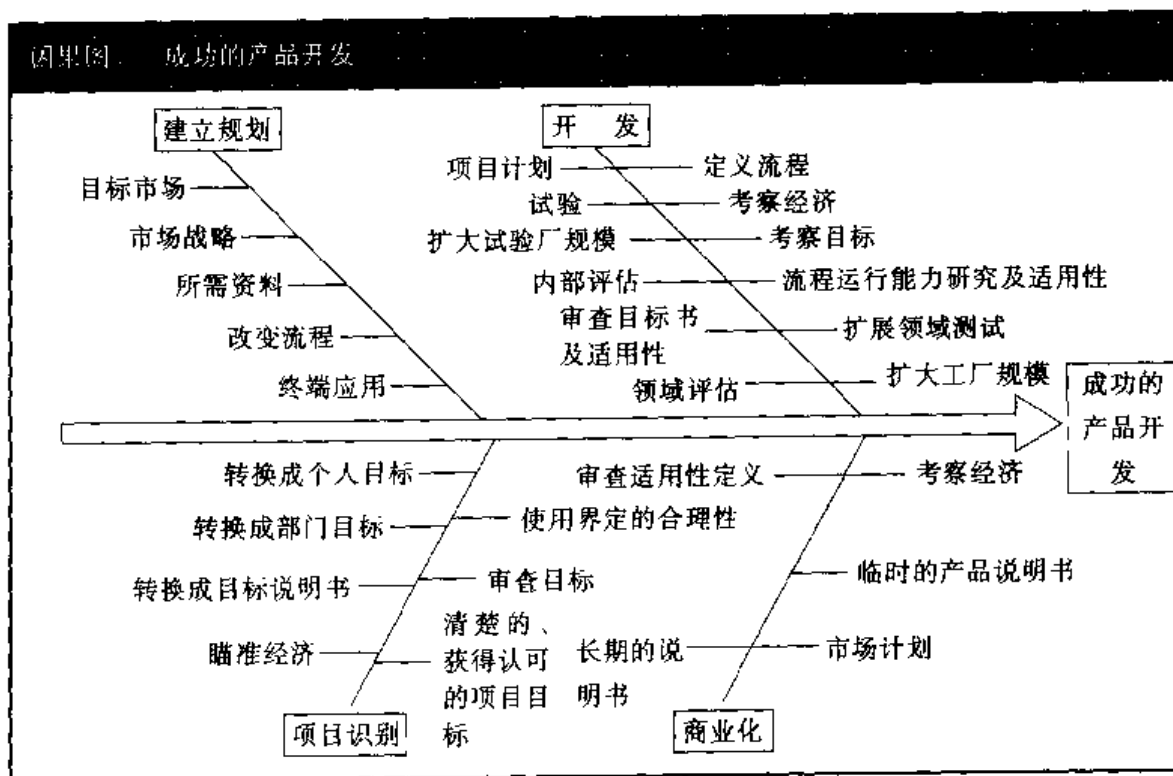 因果图： 成功的产品开发
建立规划
目标市场
市场战略
所需资料
改变流程
终端应用
开 发
项目计划
定义流程
试验
考察经济
扩大试验厂规模
考察目标
内部评估
流程运行能力研究及适用性
审查目标书
及适用性
扩展领域测试
领域评估
扩大工厂规模
成功的
产品开
发
转换成个人目标
转换成部门目标
使用界定的合理性
转换成目标说明书
审查目标
瞄准经济
清楚的、
获得认可
的项目目
标
项目识别
审查适用性定义
考察经济
临时的产品说明书
长期的说
明书
市场计划
商业化